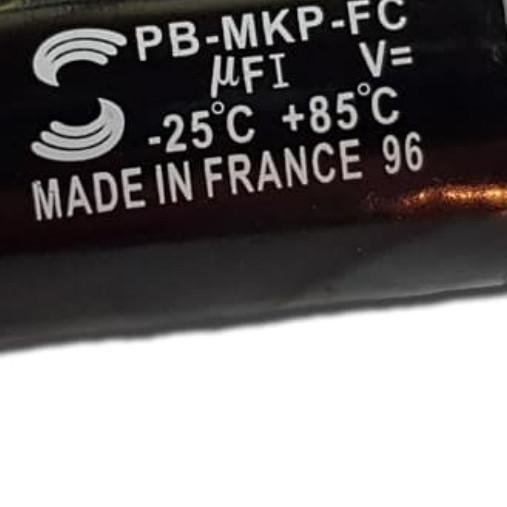 PB-MKP-FC
µFI V=
-25°C +85°C
MADE IN FRANCE 96